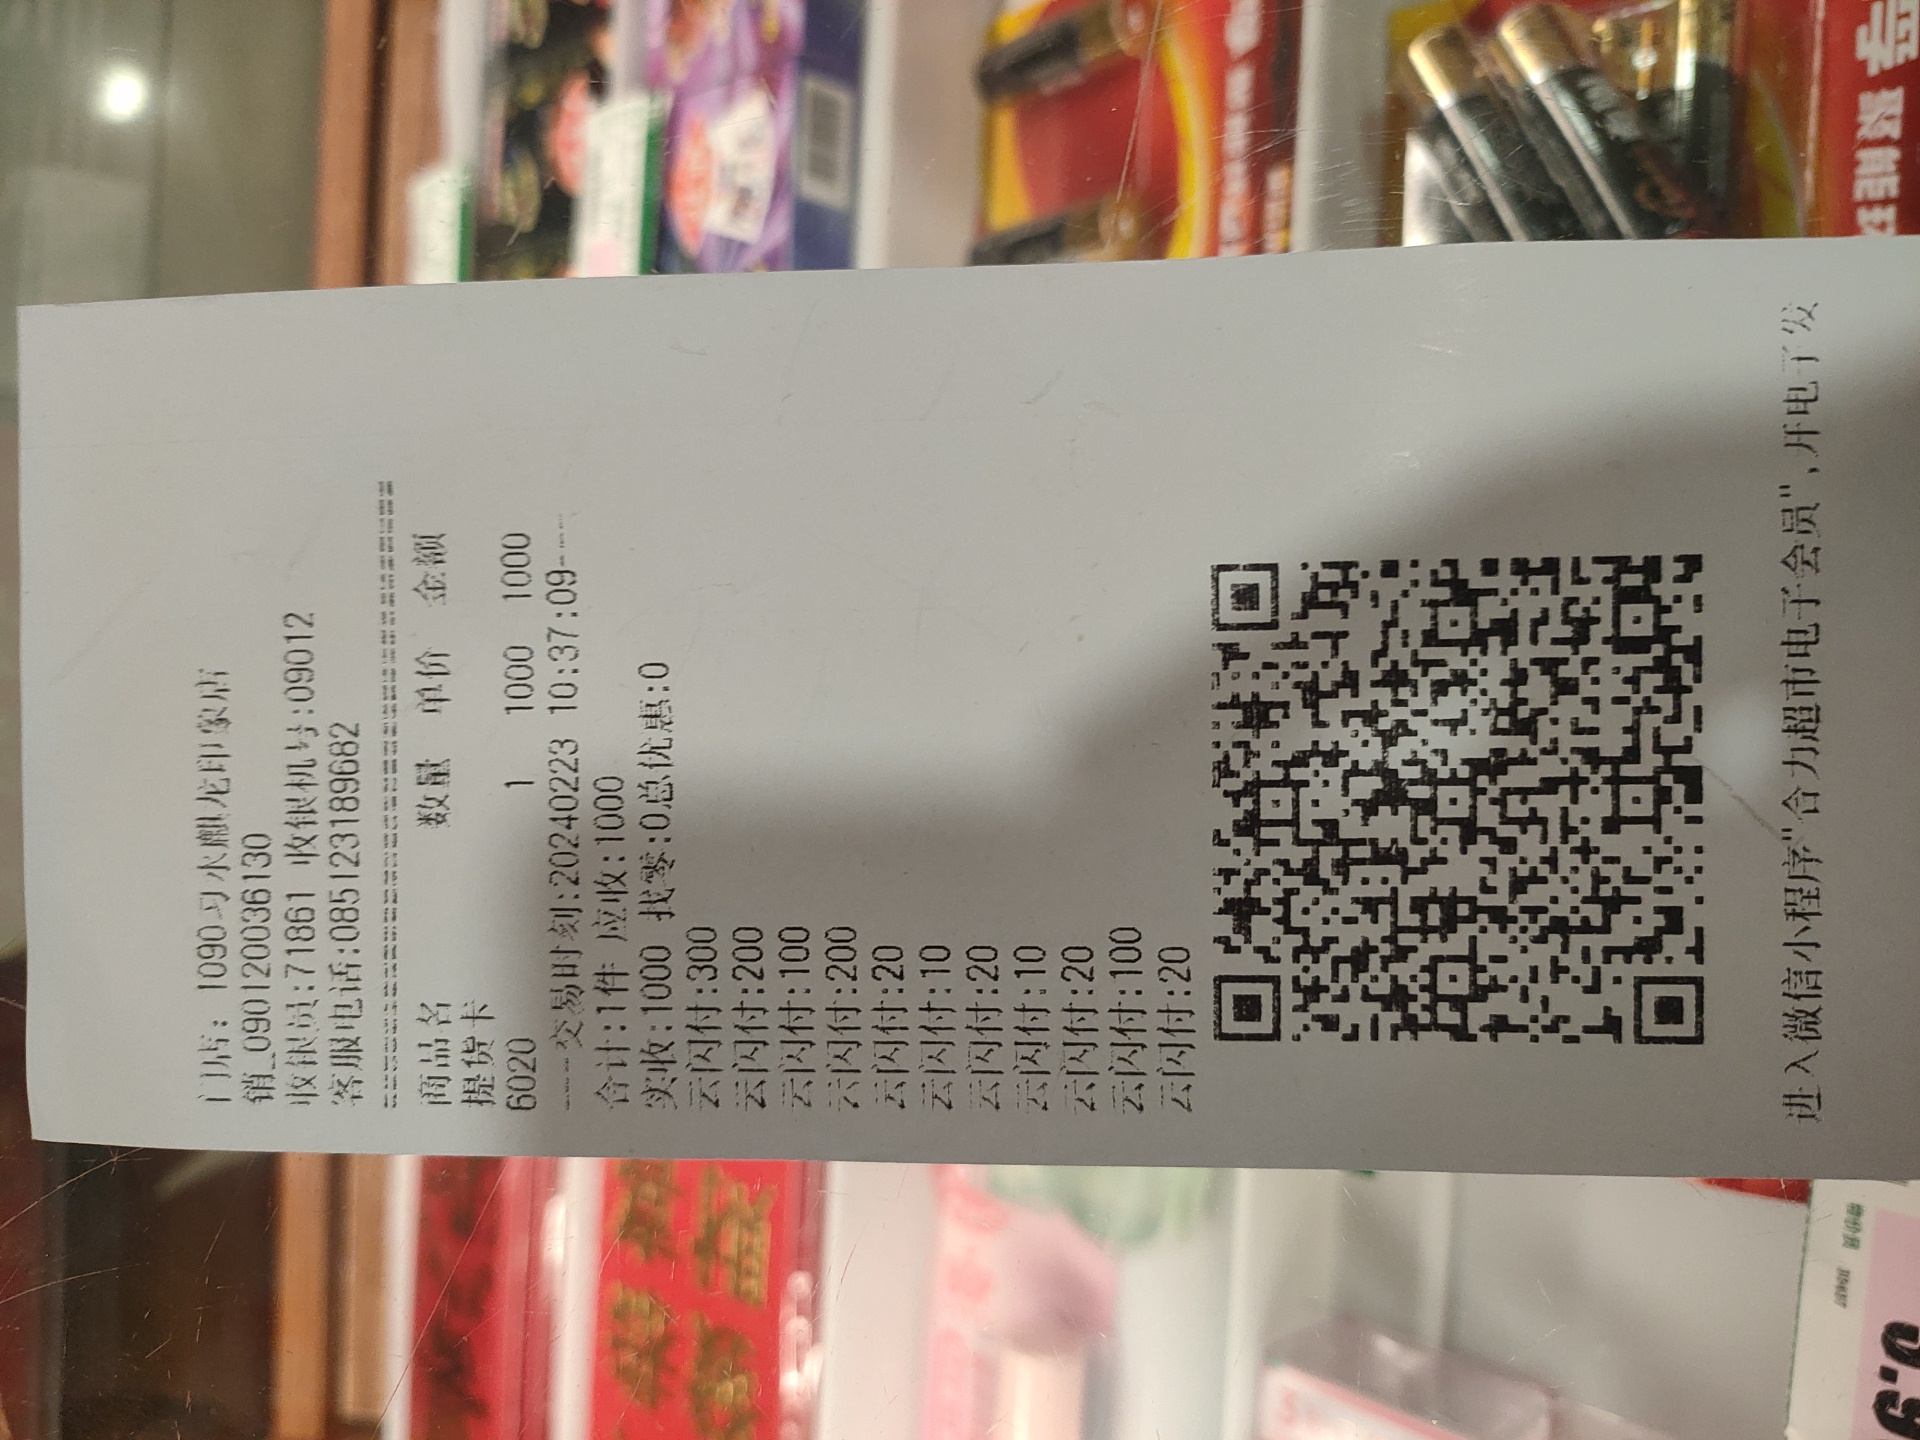 门店: 1090习水麒龙印象店
销_090120036130
收银员:71861 收银机号:09012
客服电话:085123189682
商品名 数量 单价 金额
提货卡
6020 1 1000 1000
----交易时刻:20240223 10:37:09----
合计:1件 应收:1000
实收:1000 找零:0总优惠:0
云闪付:300
云闪付:200
云闪付:100
云闪付:200
云闪付:20
云闪付:10
云闪付:20
云闪付:10
云闪付:20
云闪付:100
云闪付:20
进入微信小程序"合力超市电子会员",开电子发